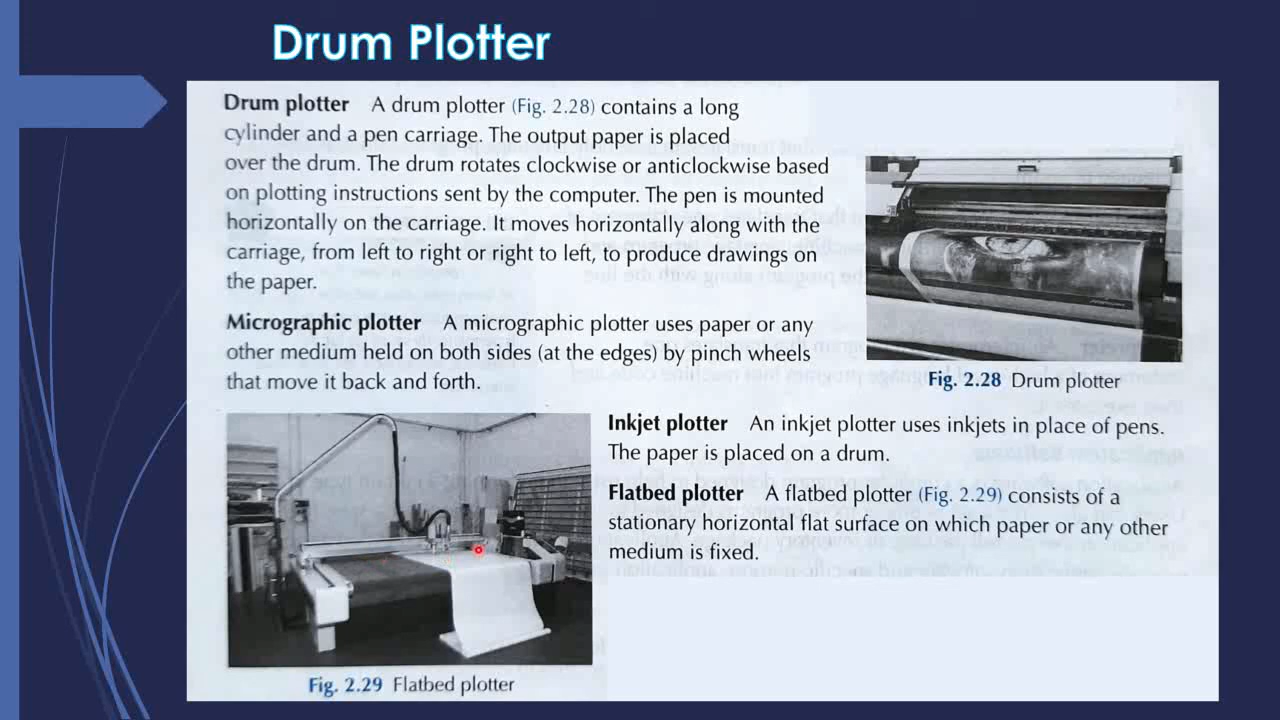 Drum Plotter
Drum plotter A drum plotter (Fig. 2.28) contains a long
cylinder and a pen carriage. The output paper is placed
over the drum. The drum rotates clockwise or anticlockwise based
on plotting instructions sent by the computer. The pen is mounted
horizontally on the carriage. It moves horizontally along with the
carriage, from left to right or right to left, to produce drawings on
the paper.
Micrographic plotter A micrographic plotter uses paper or any
other medium held on both sides (at the edges) by pinch wheels
that move it back and forth.
Fig. 2.28 Drum plotter
Inkjet plotter An inkjet plotter uses inkjets in place of pens.
The paper is placed on a drum.
Flatbed plotter A flatbed plotter (Fig. 2.29) consists of a
stationary horizontal flat surface on which paper or any other
medium is fixed.
Fig. 2.29 Flatbed plotter